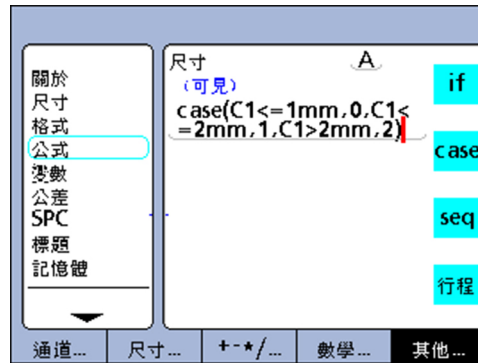 關於
尺寸
格式
公式
變數
公差
SPC
標題
記憶體
尺寸
A
(可見)
case(C1<=1mm,0,C1<
=2mm,1,C1>2mm,2)
if
case
seq
行程
通道...
尺寸...
+-*/...
數學...
其他...